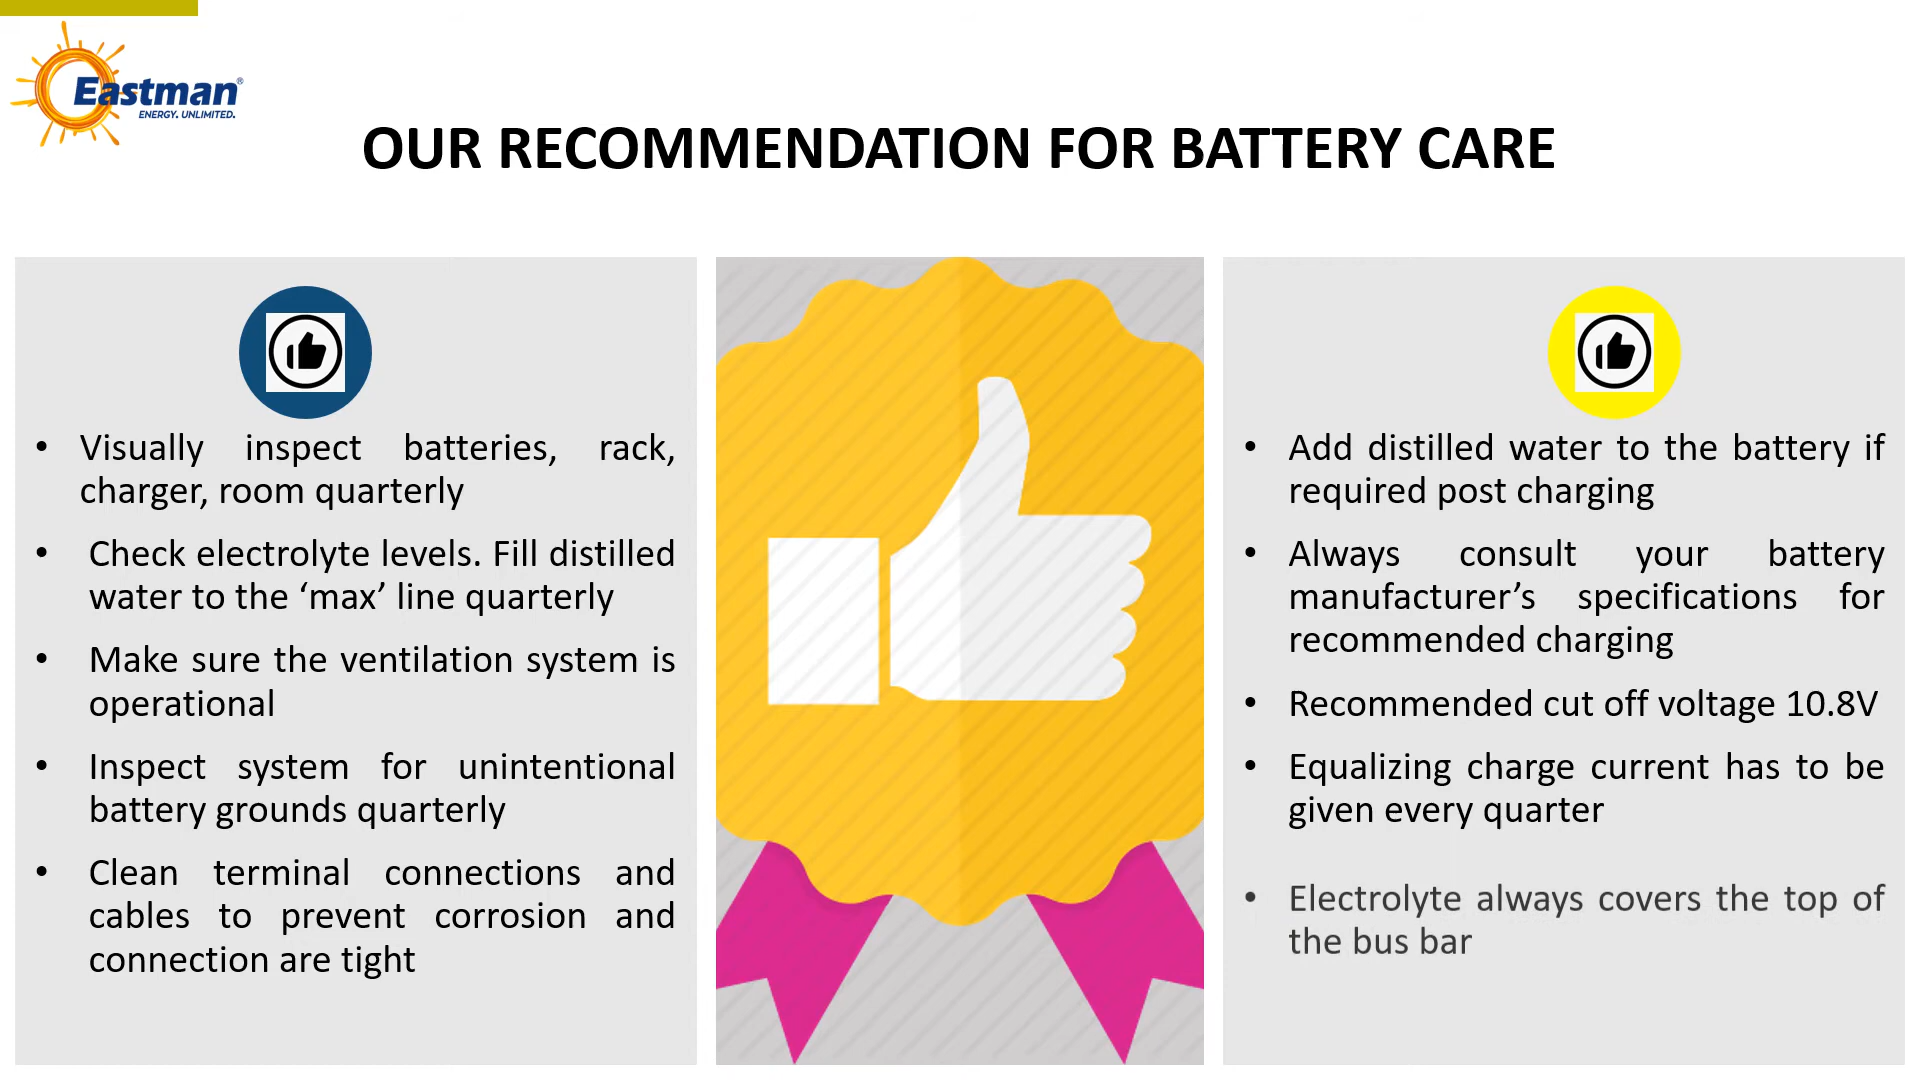 Eastman®
ENERGY. UNLIMITED.
OUR RECOMMENDATION FOR BATTERY CARE
• Visually inspect batteries, rack,
charger, room quarterly
• Check electrolyte levels. Fill distilled
water to the ‘max’ line quarterly
• Make sure the ventilation system is
operational
• Inspect system for unintentional
battery grounds quarterly
• Clean terminal connections and
cables to prevent corrosion and
connection are tight
• Add distilled water to the battery if
required post charging
• Always consult your battery
manufacturer’s specifications for
recommended charging
• Recommended cut off voltage 10.8V
• Equalizing charge current has to be
given every quarter
• Electrolyte always covers the top of
the bus bar